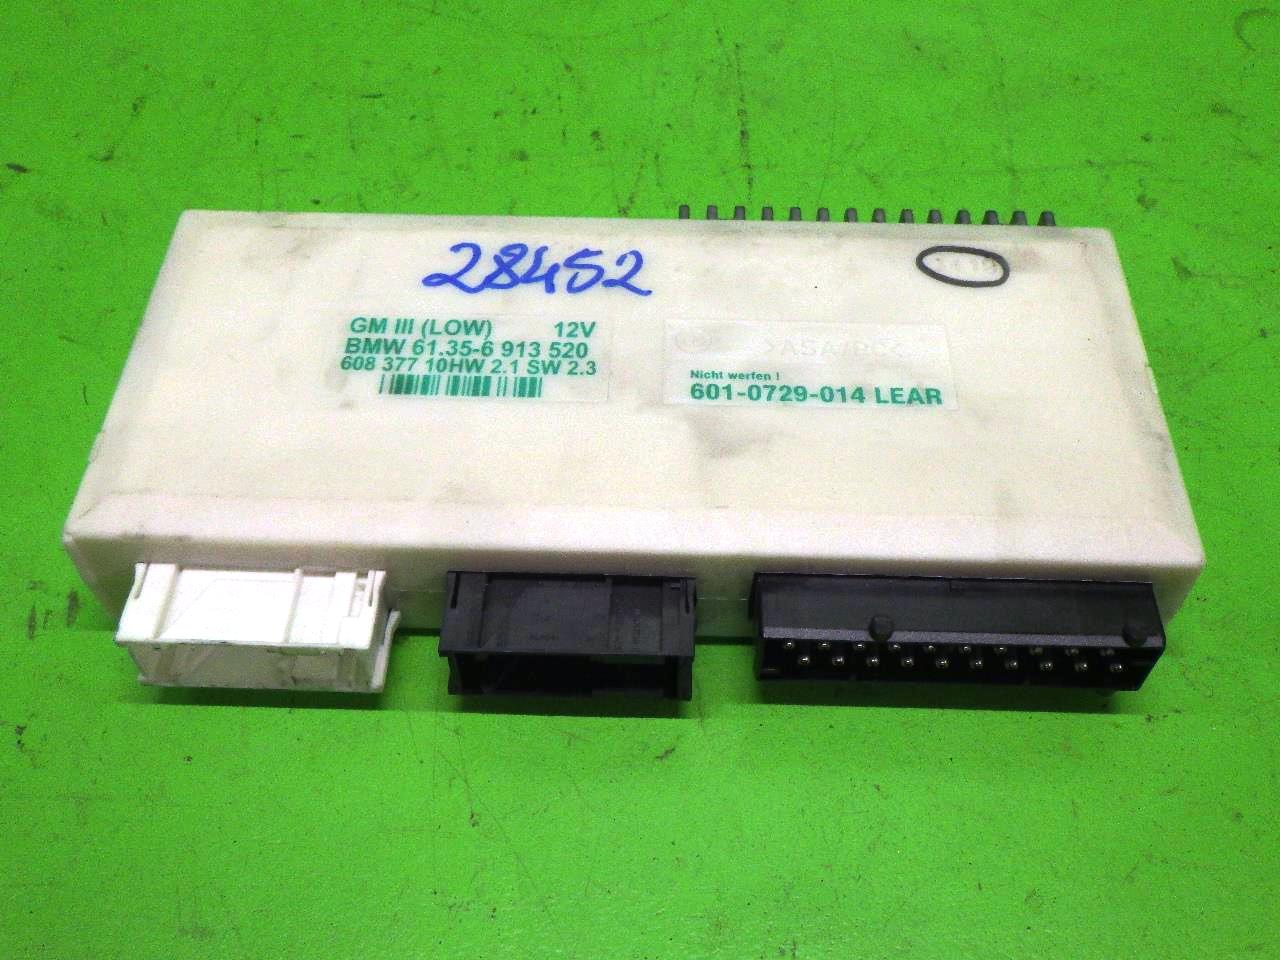 28452
GM III (LOW) 12V
BMW 61.35-6 913 520
608 377 10HW 2.1 SW 2.3
Nicht werfen !
601-0729-014 LEAR